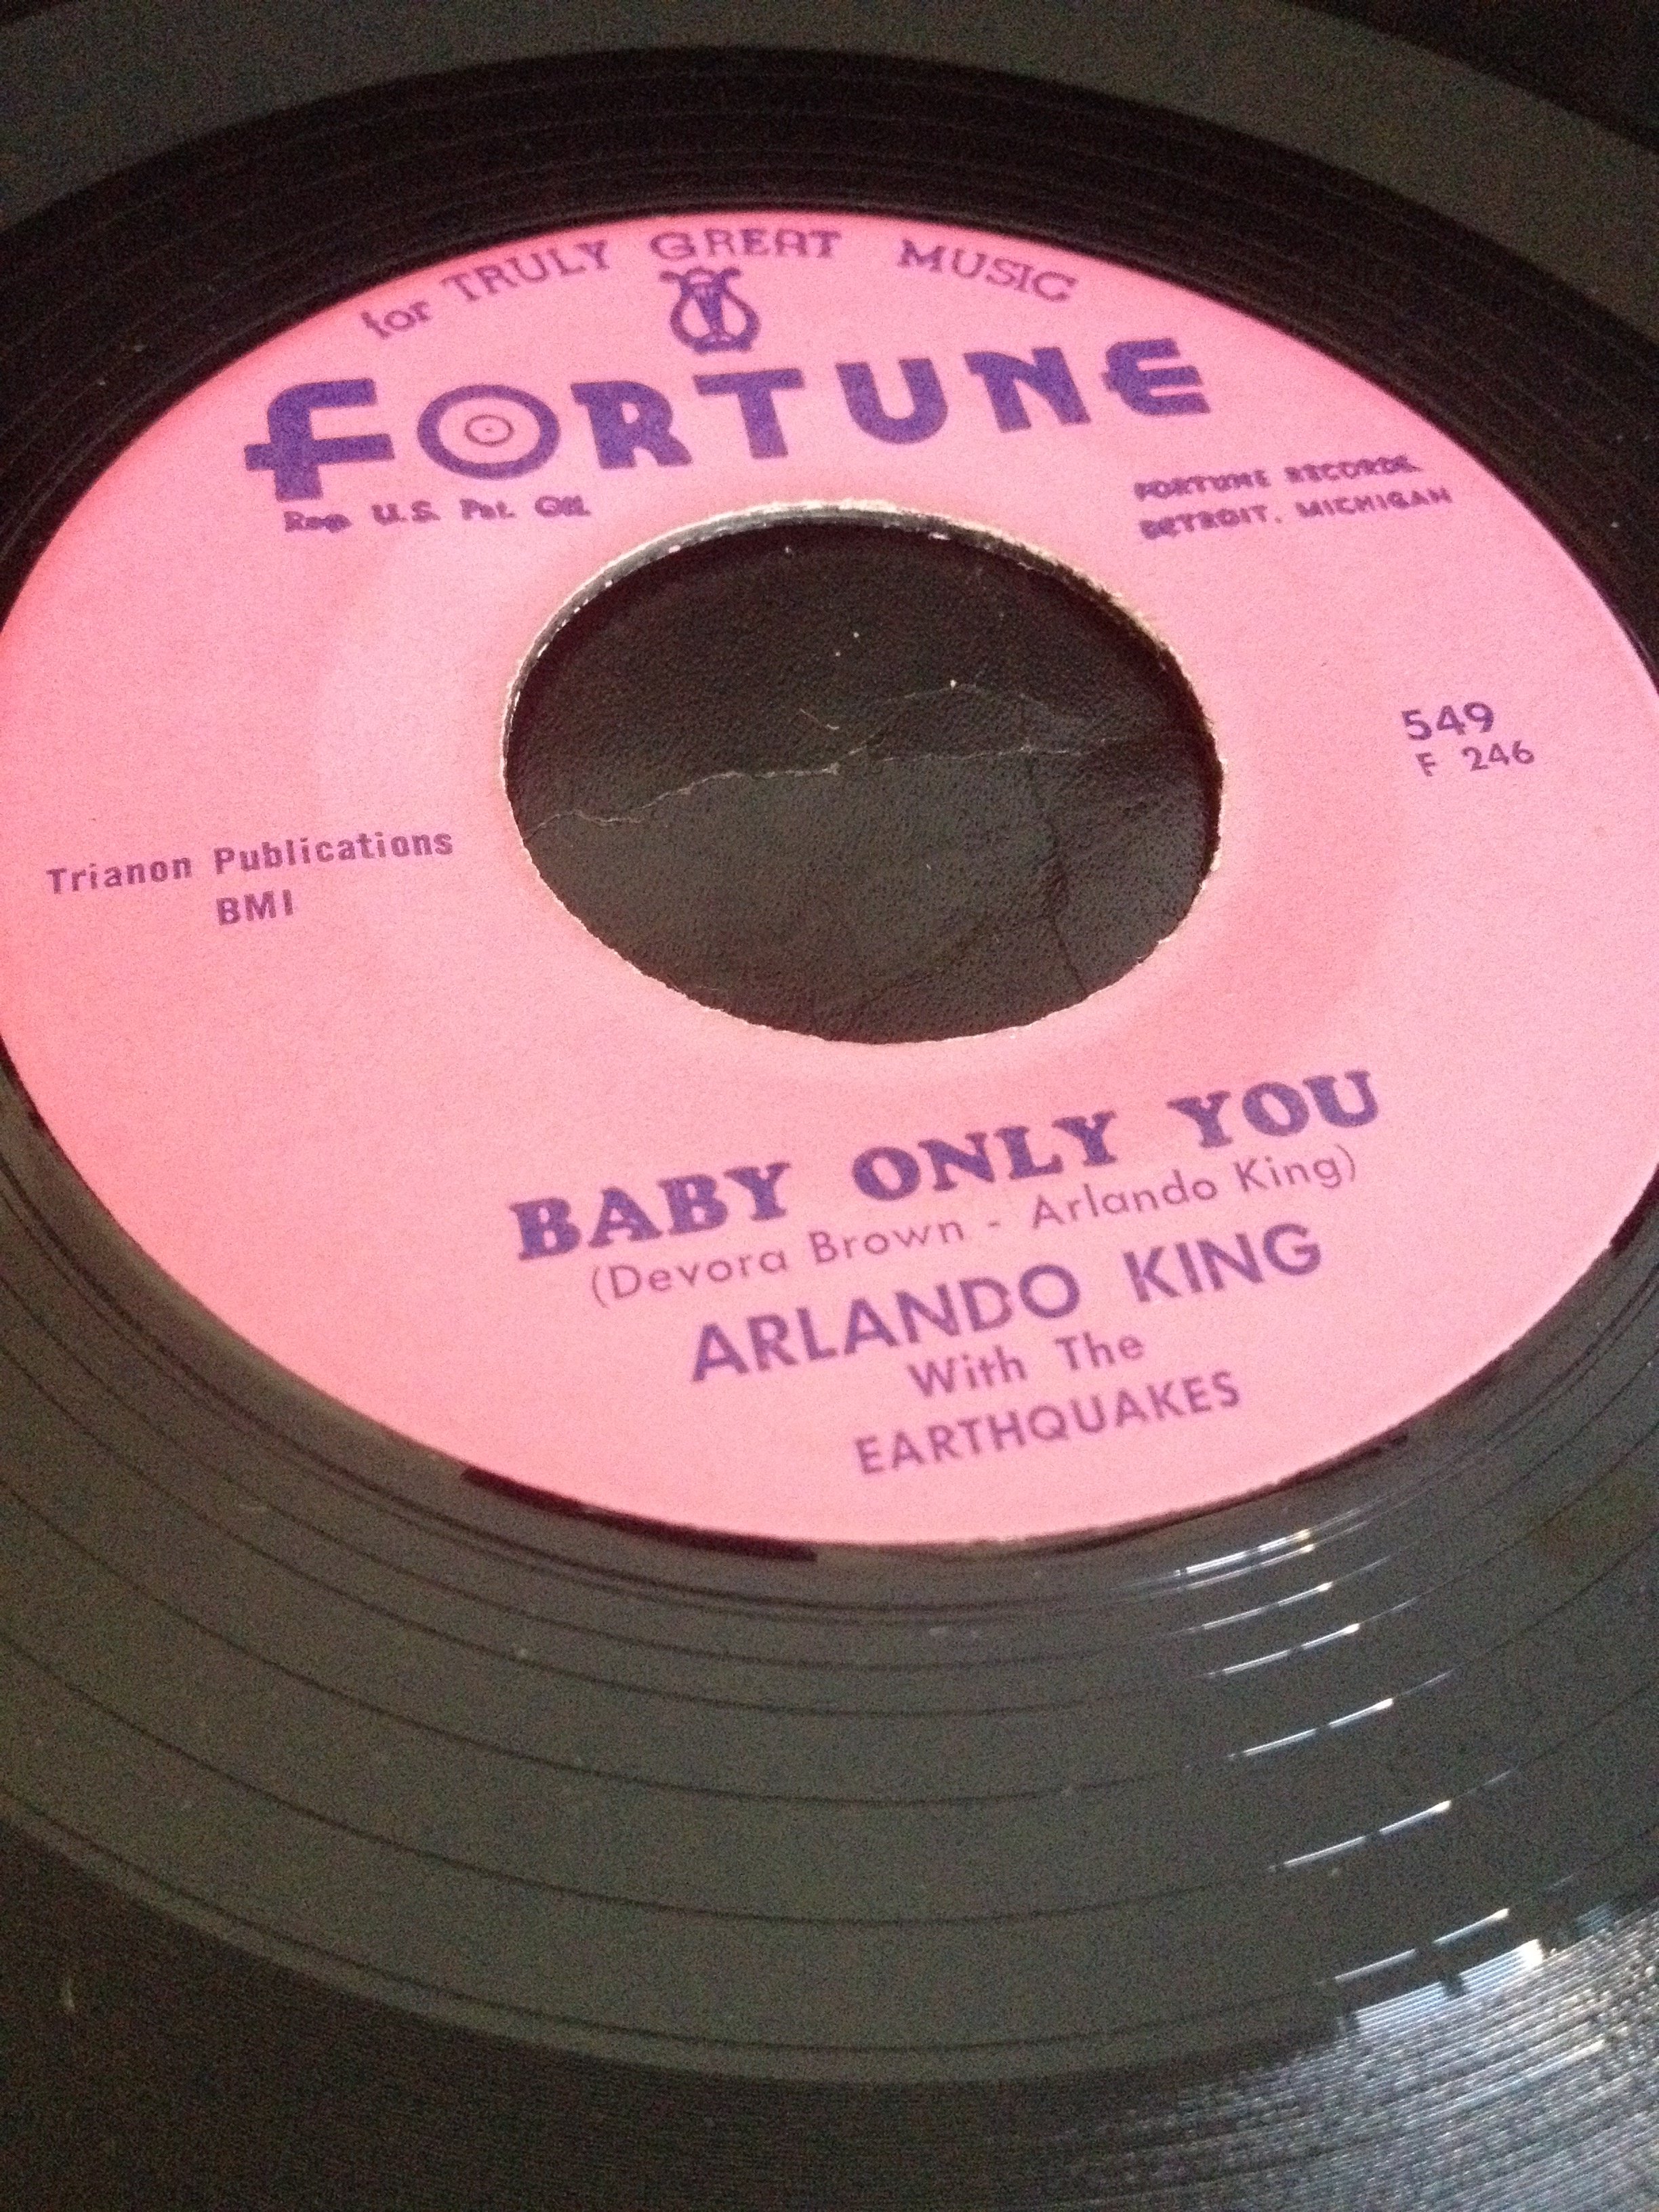 for TRULY GREAT MUSIC
FORTUNE
Reg. U.S. Pat. Off.
FORTUNE RECORDS
DETROIT, MICHIGAN
549
F 246
Trianon Publications
BMI
BABY ONLY YOU
(Devora Brown - Arlando King)
ARLANDO KING
With The
EARTHQUAKES